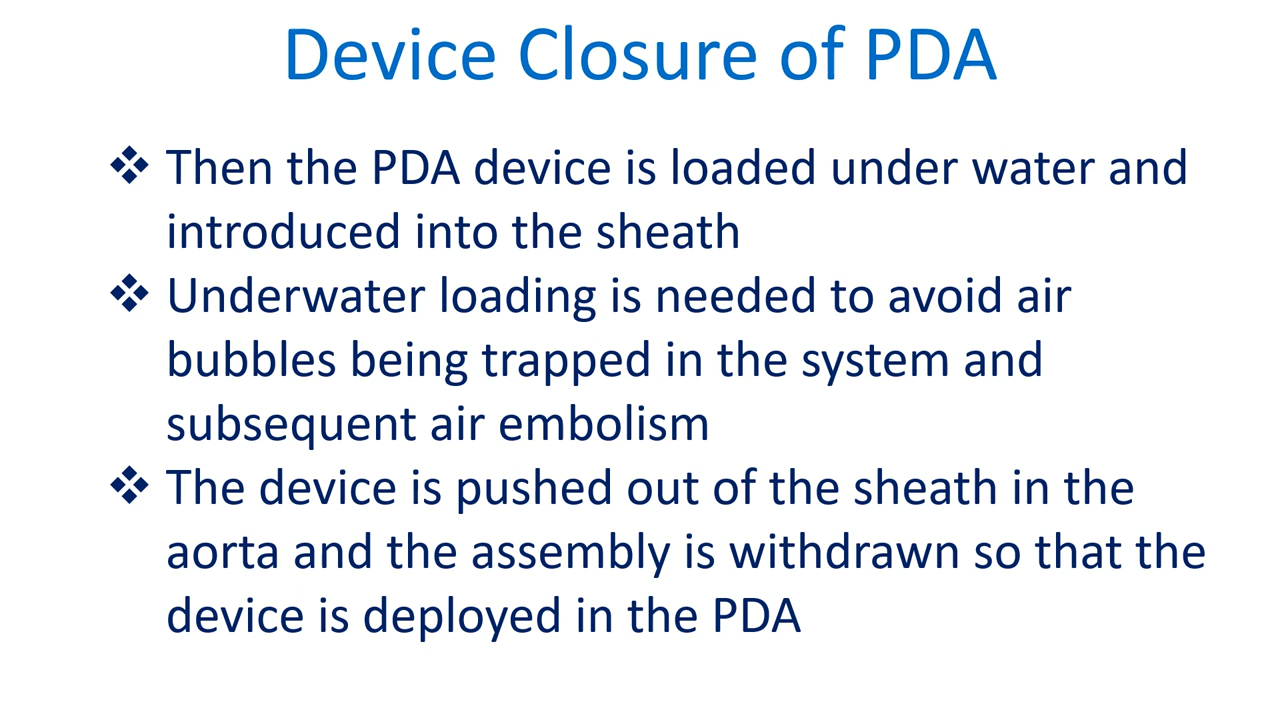 Device Closure of PDA
❖ Then the PDA device is loaded under water and
introduced into the sheath
❖ Underwater loading is needed to avoid air
bubbles being trapped in the system and
subsequent air embolism
❖ The device is pushed out of the sheath in the
aorta and the assembly is withdrawn so that the
device is deployed in the PDA